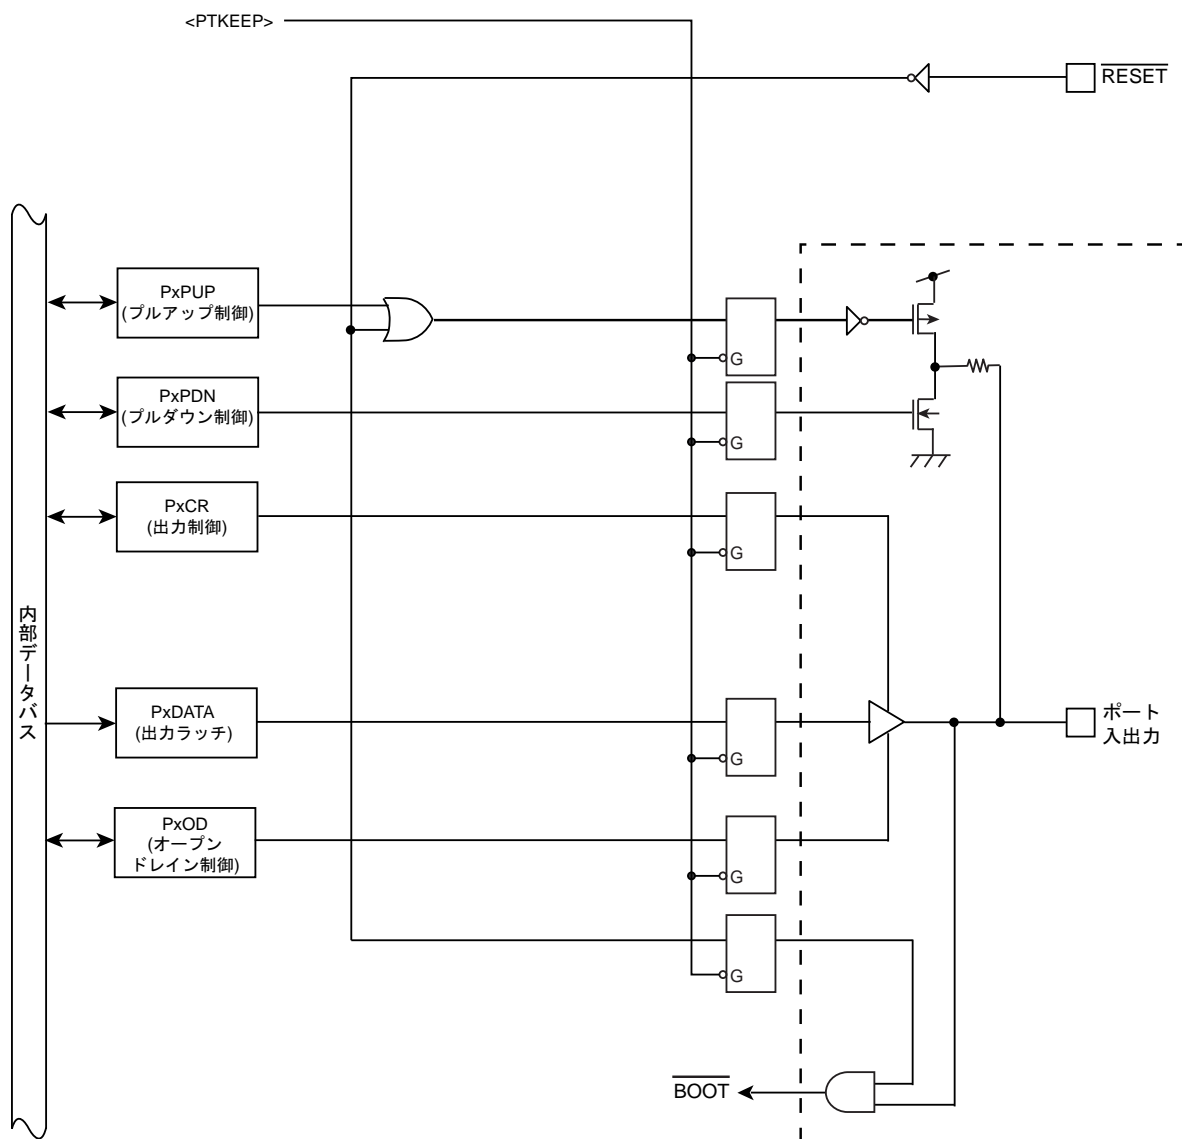 <PTKEEP>
RESET
PxPUP
(プルアップ制御)
G
PxPDN
(プルダウン制御)
G
PxCR
(出力制御)
G
内部データバス
PxDATA
(出力ラッチ)
G
ポート
入出力
PxOD
(オープン
ドレイン制御)
G
G
BOOT